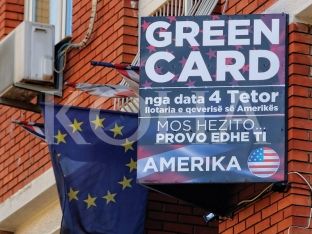 GREEN
CARD
nga data 4 Tetor
llotaria e qeverisë së Amerikës
MOS HEZITO...
PROVO EDHE TI
AMERIKA